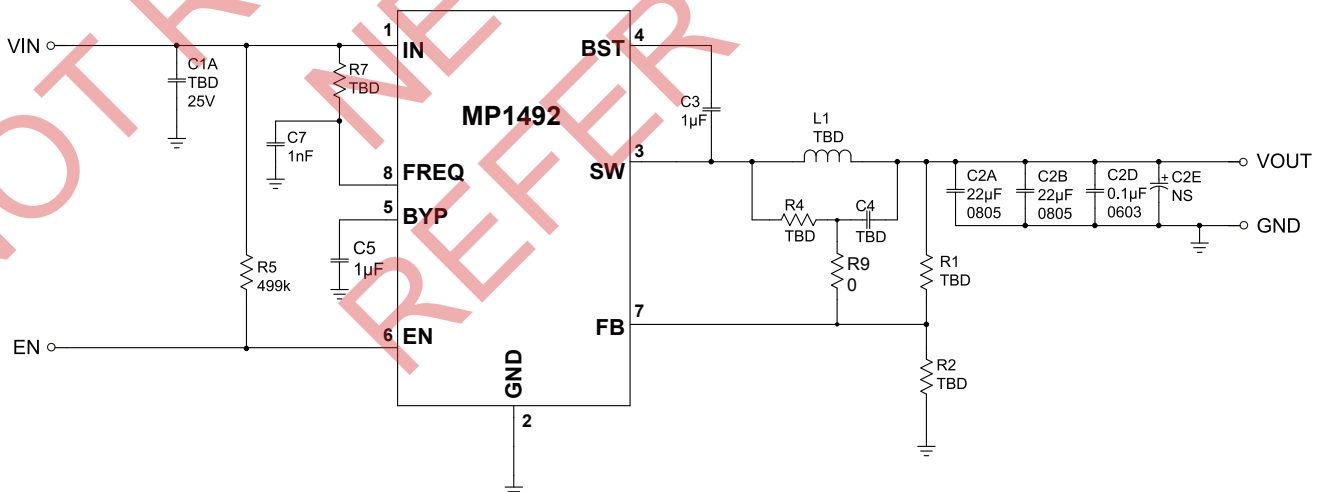 VIN
C1A
TBD
25V
R7
TBD
C7
1nF
C5
1µF
R5
499k
EN
1
IN
8
FREQ
5
BYP
6
EN
MP1492
GND
2
BST
4
SW
3
FB
7
C3
1µF
L1
TBD
R4
TBD
C4
TBD
R9
0
R1
TBD
R2
TBD
C2A
22µF
0805
C2B
22µF
0805
C2D
0.1µF
0603
+
C2E
NS
VOUT
GND
NOT R
NE
REFER